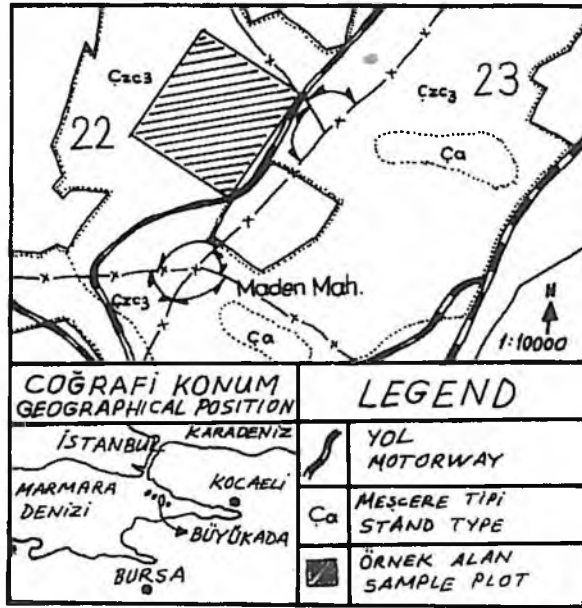 Çzc3
23
Çzc3
22
Ça
N
Maden Mah.
Çzc3
Ça
1:10000
COĞRAFİ KONUM
GEOGRAPHICAL POSITION
İSTANBUL
KARADENİZ
KOCAELİ
MARMARA
DENİZİ
BÜYÜKADA
BURSA
LEGEND
YOL
MOTORWAY
Ça
MEŞCERE TİPİ
STAND TYPE
ÖRNEK ALAN
SAMPLE PLOT